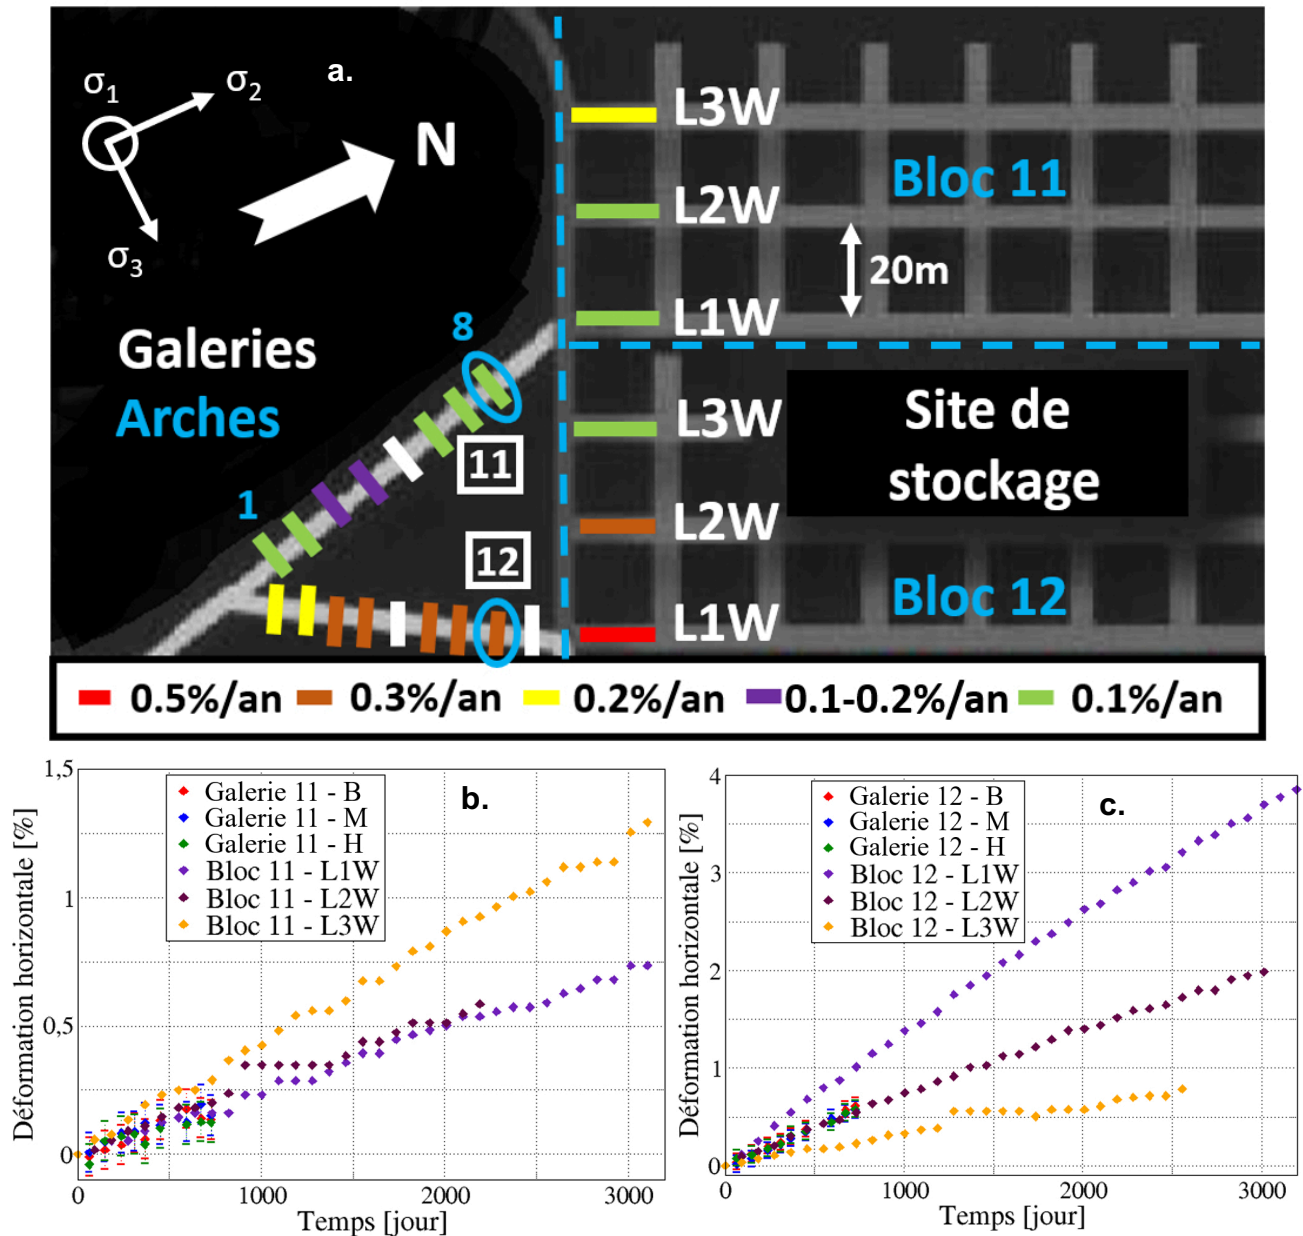 a.
σ1
σ2
σ3
N
L3W
Bloc 11
L2W
20m
L1W
8
Galeries
Arches
L3W
Site de
stockage
11
1
L2W
12
Bloc 12
L1W
0.5%/an 0.3%/an 0.2%/an 0.1-0.2%/an 0.1%/an
b.
Déformation horizontale [%]
1,5
1
0,5
0
Galerie 11 - B
Galerie 11 - M
Galerie 11 - H
Bloc 11 - L1W
Bloc 11 - L2W
Bloc 11 - L3W
0 1000 2000 3000
Temps [jour]
c.
Déformation horizontale [%]
4
3
2
1
0
Galerie 12 - B
Galerie 12 - M
Galerie 12 - H
Bloc 12 - L1W
Bloc 12 - L2W
Bloc 12 - L3W
0 1000 2000 3000
Temps [jour]